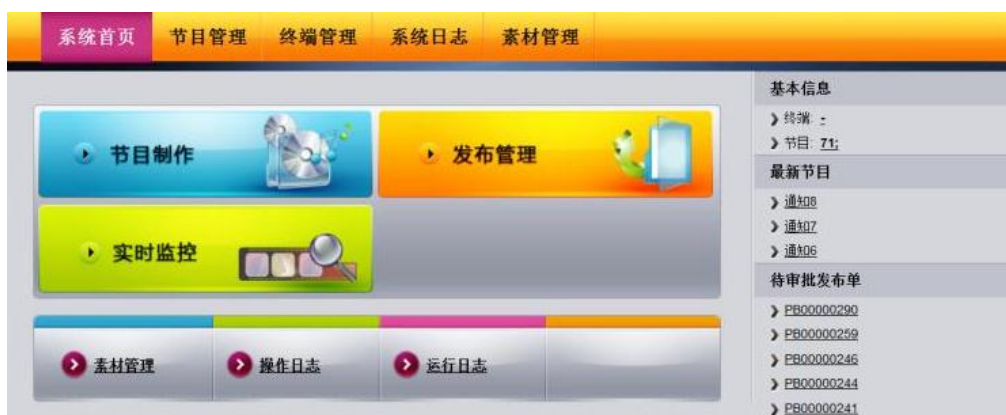 系统首页 节目管理 终端管理 系统日志 素材管理
节目制作
发布管理
实时监控
素材管理
操作日志
运行日志
基本信息
终端: -
节目: 71;
最新节目
通知08
通知07
通知06
待审批发布单
PB00000290
PB00000259
PB00000246
PB00000244
PB00000241